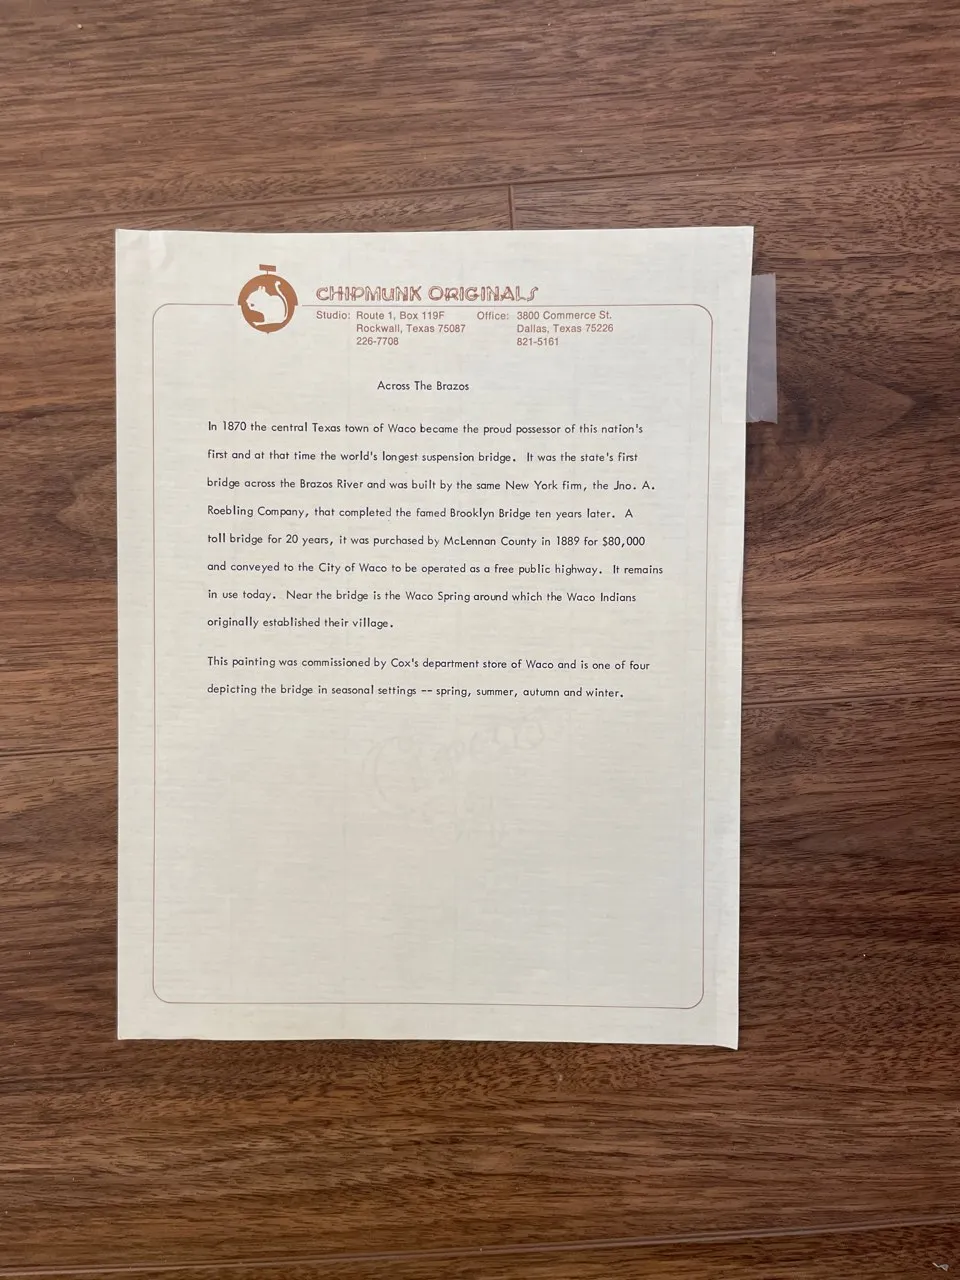 CHIPMUNK ORIGINALS
Studio: Route 1, Box 119F Office: 3800 Commerce St.
Rockwall, Texas 75087 Dallas, Texas 75226
226-7708 821-5161
Across The Brazos
In 1870 the central Texas town of Waco became the proud possessor of this nation's
first and at that time the world's longest suspension bridge. It was the state's first
bridge across the Brazos River and was built by the same New York firm, the Jno. A.
Roebling Company, that completed the famed Brooklyn Bridge ten years later. A
toll bridge for 20 years, it was purchased by McLennan County in 1889 for $80,000
and conveyed to the City of Waco to be operated as a free public highway. It remains
in use today. Near the bridge is the Waco Spring around which the Waco Indians
originally established their village.
This painting was commissioned by Cox's department store of Waco and is one of four
depicting the bridge in seasonal settings -- spring, summer, autumn and winter.